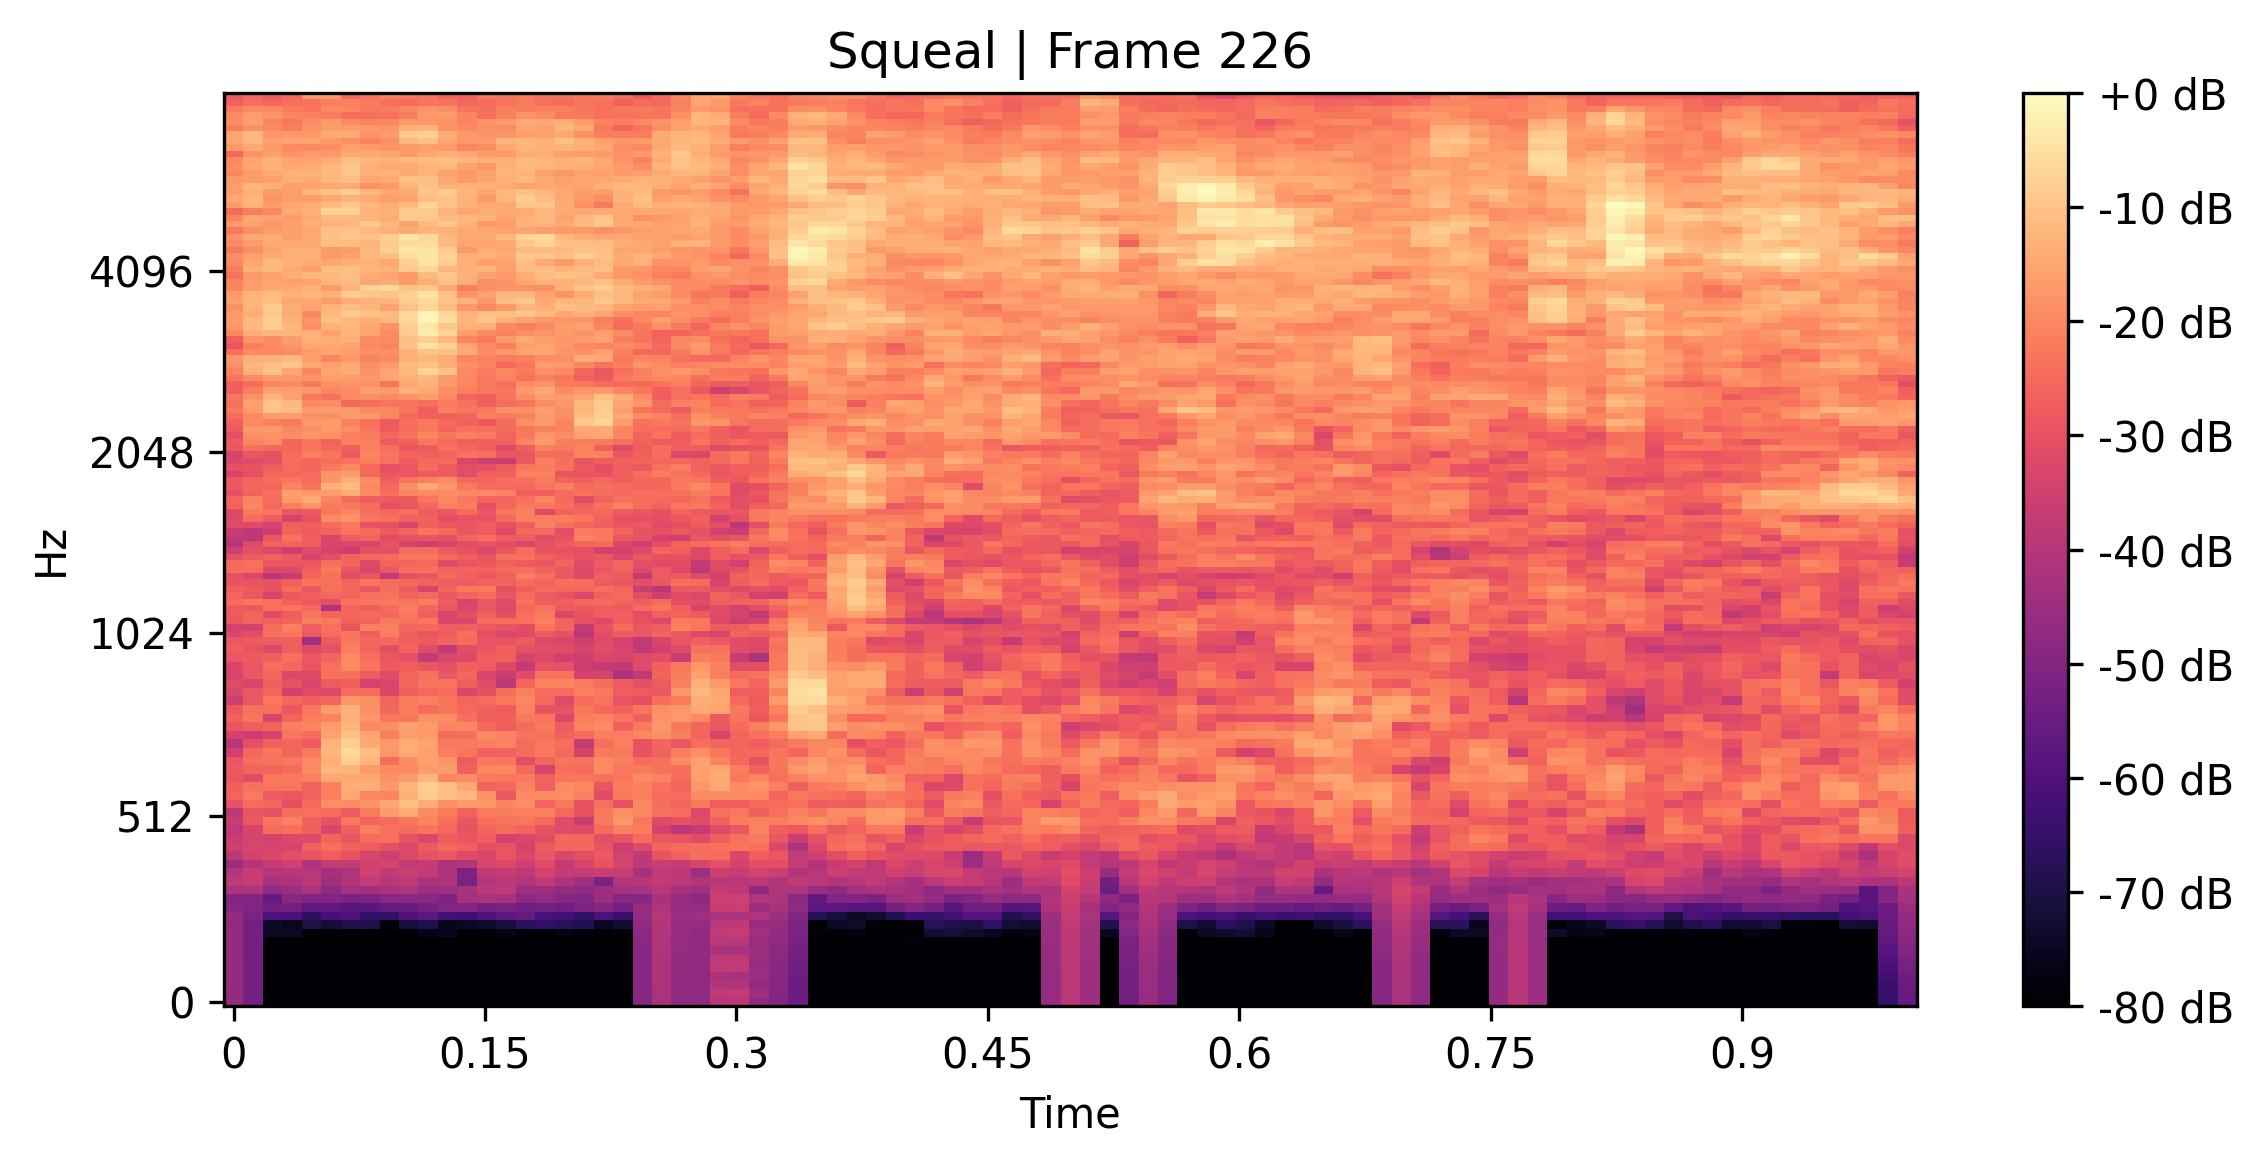 Squeal | Frame 226
+0 dB
-10 dB
-20 dB
-30 dB
-40 dB
-50 dB
-60 dB
-70 dB
-80 dB
Hz
4096
2048
1024
512
0
0 0.15 0.3 0.45 0.6 0.75 0.9
Time